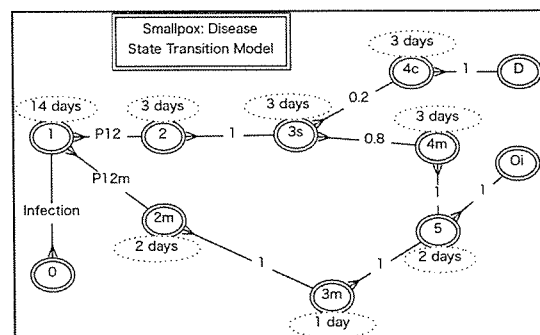 Smallpox: Disease
State Transition Model
3 days
4c
1
D
0.2
14 days
3 days
3 days
3 days
1
P12
2
1
3s
0.8
4m
Oi
P12m
1
1
Infection
2m
5
2 days
1
1
2 days
0
3m
1 day